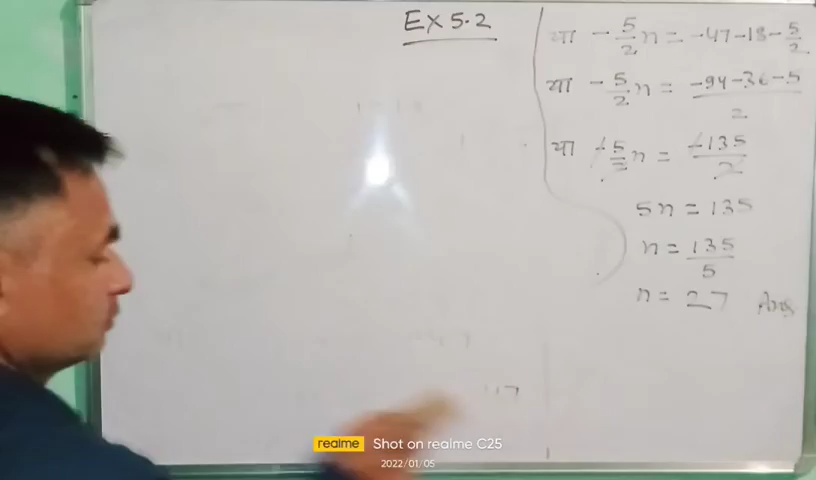 Ex 5.2
या - 5/2 n = -47-18- 5/2
या - 5/2 n = -94-36-5 / 2
या - 5/2 n = -135/2
5n = 135
n = 135/5
n = 27 Ans
47
realme Shot on realme C25
2022/01/05